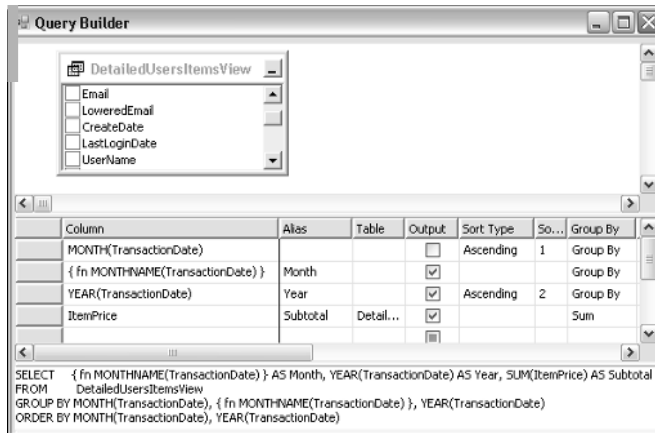 Query Builder
DetailedUsersItemsView
Email
LoweredEmail
CreateDate
LastLoginDate
UserName
Column Alias Table Output Sort Type So... Group By
MONTH(TransactionDate) Ascending 1 Group By
{ fn MONTHNAME(TransactionDate) } Month Group By
YEAR(TransactionDate) Year Ascending 2 Group By
ItemPrice Subtotal Detail... Sum
SELECT { fn MONTHNAME(TransactionDate) } AS Month, YEAR(TransactionDate) AS Year, SUM(ItemPrice) AS Subtotal
FROM DetailedUsersItemsView
GROUP BY MONTH(TransactionDate), { fn MONTHNAME(TransactionDate) }, YEAR(TransactionDate)
ORDER BY MONTH(TransactionDate), YEAR(TransactionDate)